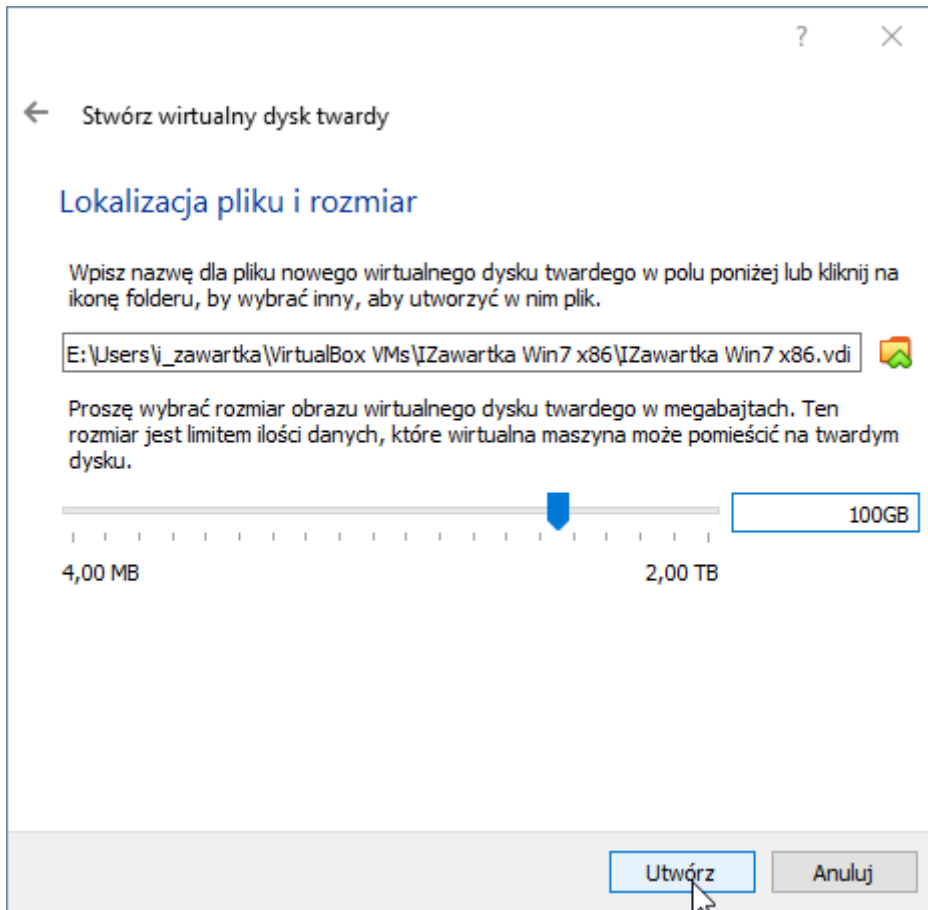 ?
Stwórz wirtualny dysk twardy
Lokalizacja pliku i rozmiar
Wpisz nazwę dla pliku nowego wirtualnego dysku twardego w polu poniżej lub kliknij na
ikonę folderu, by wybrać inny, aby utworzyć w nim plik.
E:\Users\i_zawartka\VirtualBox VMs\IZawartka Win7 x86\IZawartka Win7 x86.vdi
Proszę wybrać rozmiar obrazu wirtualnego dysku twardego w megabajtach. Ten
rozmiar jest limitem ilości danych, które wirtualna maszyna może pomieścić na twardym
dysku.
100GB
4,00 MB 2,00 TB
Utwórz Anuluj